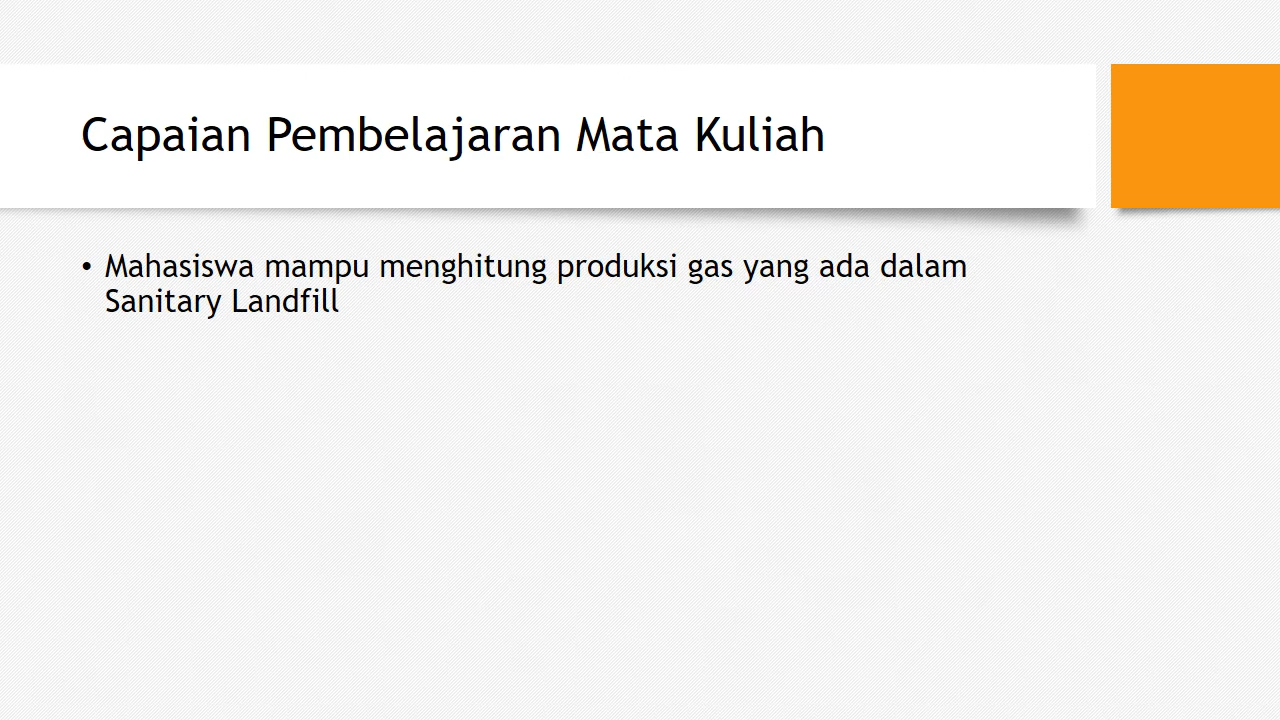 Capaian Pembelajaran Mata Kuliah
• Mahasiswa mampu menghitung produksi gas yang ada dalam
Sanitary Landfill